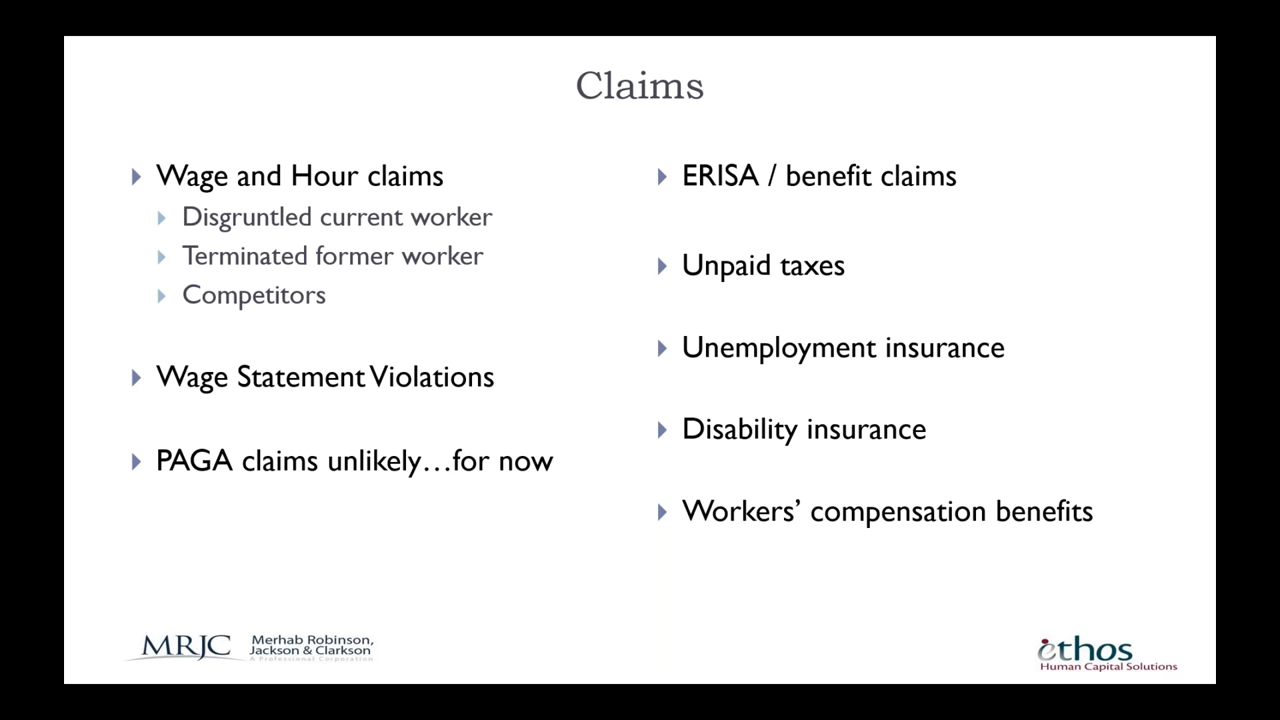 Claims
Wage and Hour claims
Disgruntled current worker
Terminated former worker
Competitors
Wage Statement Violations
PAGA claims unlikely…for now
ERISA / benefit claims
Unpaid taxes
Unemployment insurance
Disability insurance
Workers’ compensation benefits
MRJC
Merhab Robinson,
Jackson & Clarkson
A Professional Corporation
ethos
Human Capital Solutions